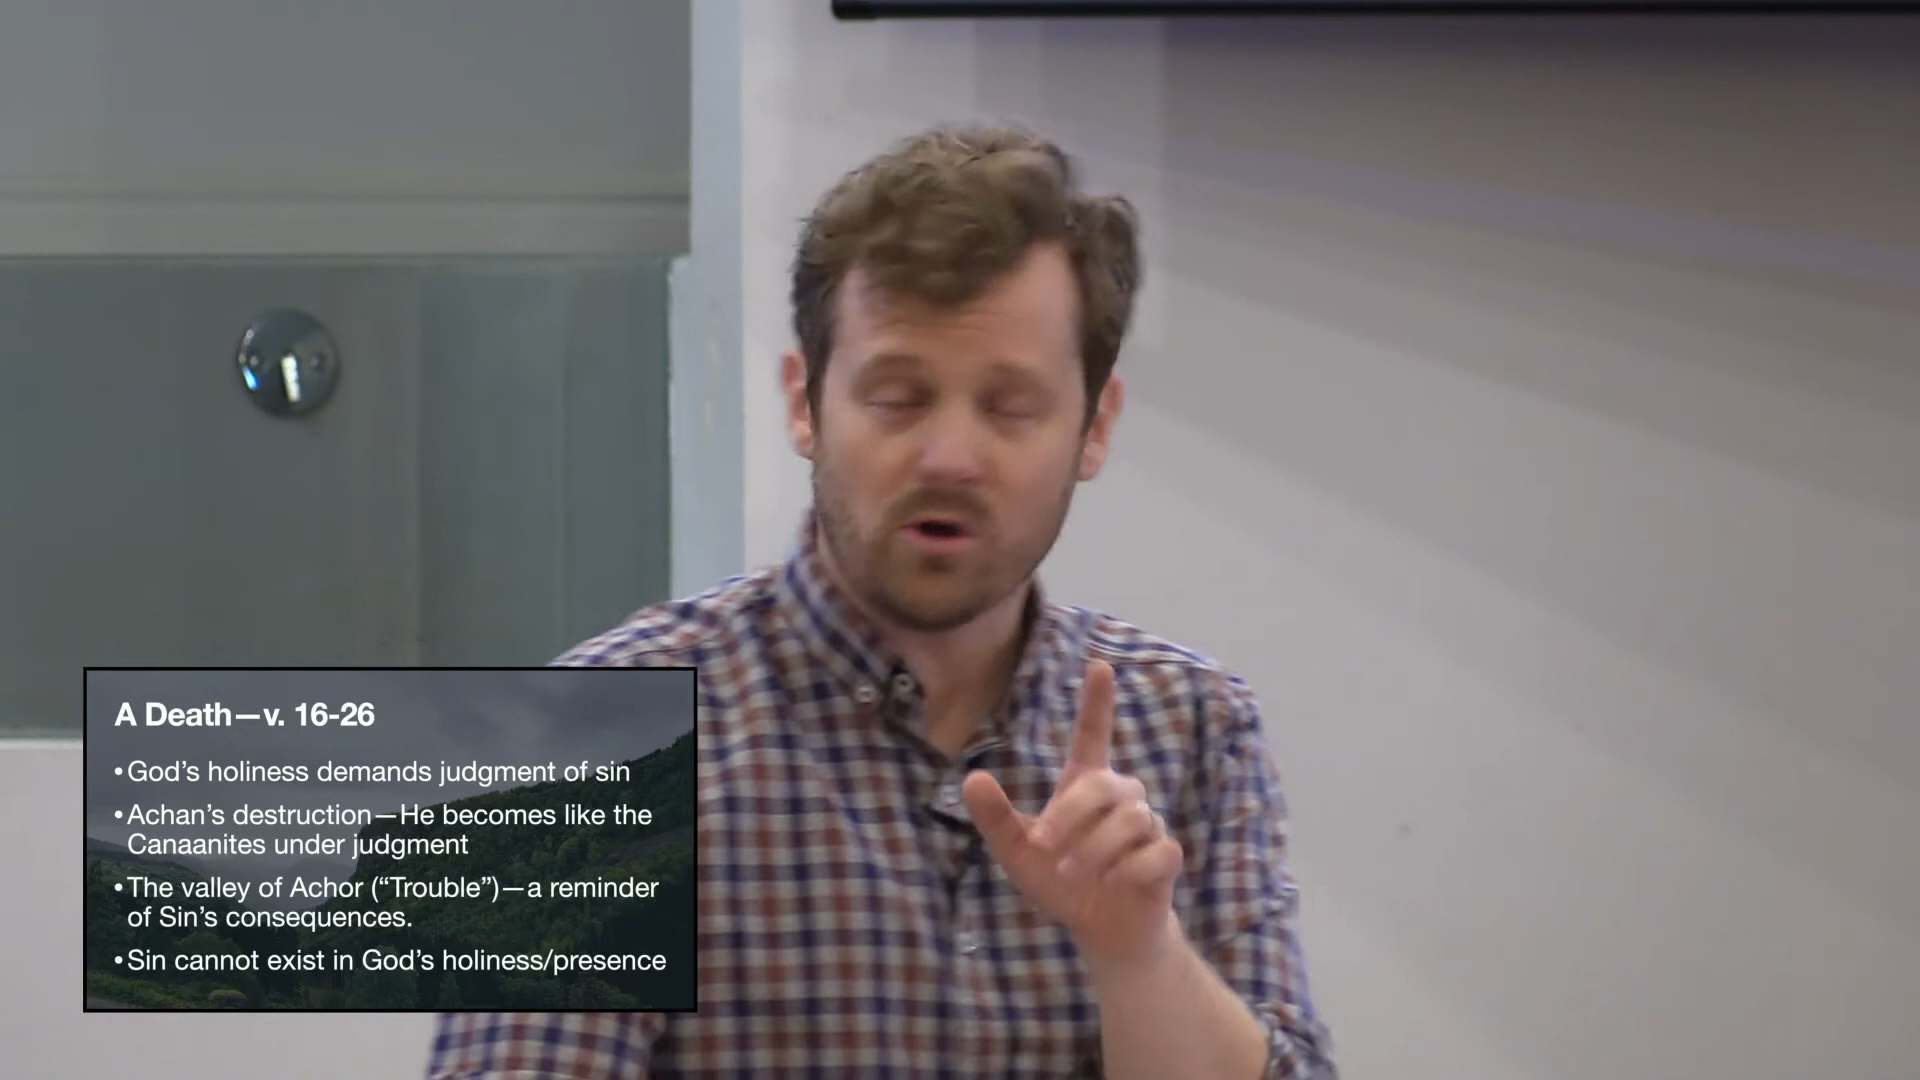 A Death—v. 16-26
•God’s holiness demands judgment of sin
•Achan’s destruction—He becomes like the
Canaanites under judgment
•The valley of Achor (“Trouble”)—a reminder
of Sin’s consequences.
•Sin cannot exist in God’s holiness/presence